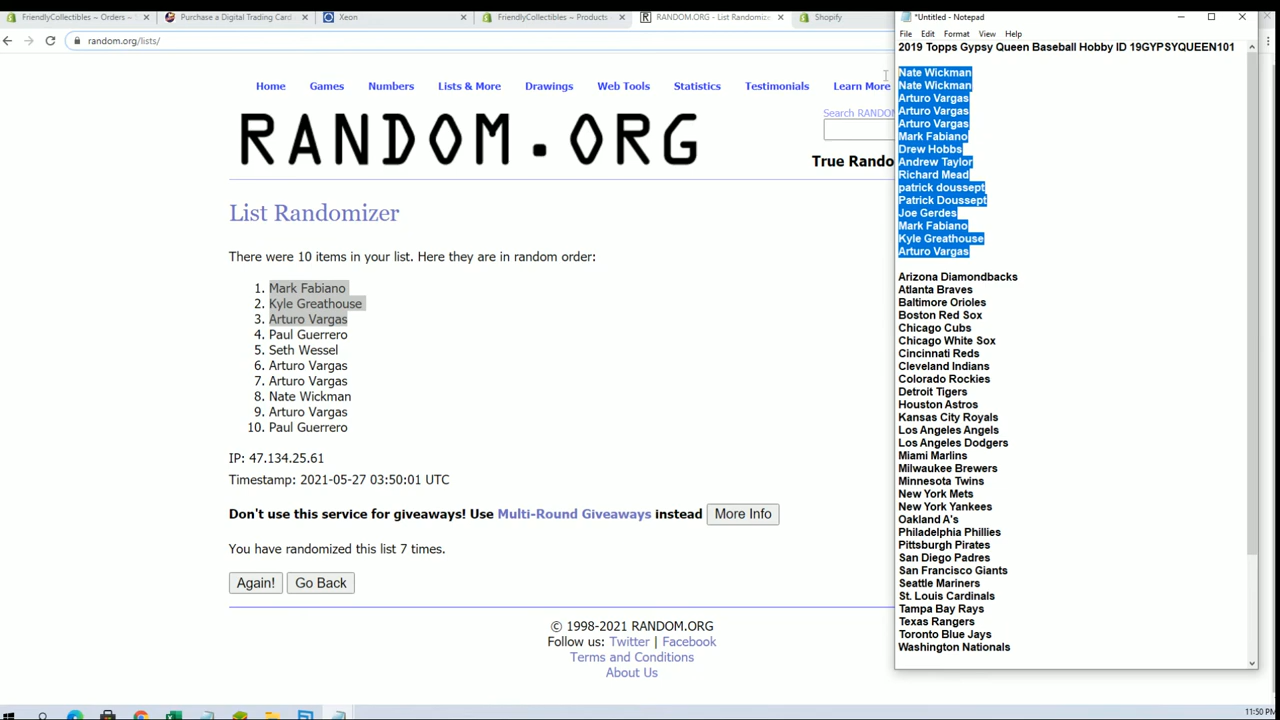 FriendlyCollectibles ~ Orders ~ S
Purchase a Digital Trading Card
Xeon
FriendlyCollectibles ~ Products
RANDOM.ORG - List Randomizer
Shopify
random.org/lists/
Home Games Numbers Lists & More Drawings Web Tools Statistics Testimonials Learn More
Search RANDO
RANDOM.ORG
True Rando
List Randomizer
There were 10 items in your list. Here they are in random order:
1. Mark Fabiano
2. Kyle Greathouse
3. Arturo Vargas
4. Paul Guerrero
5. Seth Wessel
6. Arturo Vargas
7. Arturo Vargas
8. Nate Wickman
9. Arturo Vargas
10. Paul Guerrero
IP: 47.134.25.61
Timestamp: 2021-05-27 03:50:01 UTC
Don't use this service for giveaways! Use Multi-Round Giveaways instead More Info
You have randomized this list 7 times.
Again! Go Back
© 1998-2021 RANDOM.ORG
Follow us: Twitter | Facebook
Terms and Conditions
About Us
*Untitled - Notepad
File Edit Format View Help
2019 Topps Gypsy Queen Baseball Hobby ID 19GYPSYQUEEN101
Nate Wickman
Nate Wickman
Arturo Vargas
Arturo Vargas
Arturo Vargas
Mark Fabiano
Drew Hobbs
Andrew Taylor
Richard Mead
patrick doussept
Patrick Doussept
Joe Gerdes
Mark Fabiano
Kyle Greathouse
Arturo Vargas
Arizona Diamondbacks
Atlanta Braves
Baltimore Orioles
Boston Red Sox
Chicago Cubs
Chicago White Sox
Cincinnati Reds
Cleveland Indians
Colorado Rockies
Detroit Tigers
Houston Astros
Kansas City Royals
Los Angeles Angels
Los Angeles Dodgers
Miami Marlins
Milwaukee Brewers
Minnesota Twins
New York Mets
New York Yankees
Oakland A's
Philadelphia Phillies
Pittsburgh Pirates
San Diego Padres
San Francisco Giants
Seattle Mariners
St. Louis Cardinals
Tampa Bay Rays
Texas Rangers
Toronto Blue Jays
Washington Nationals
11:50 PM